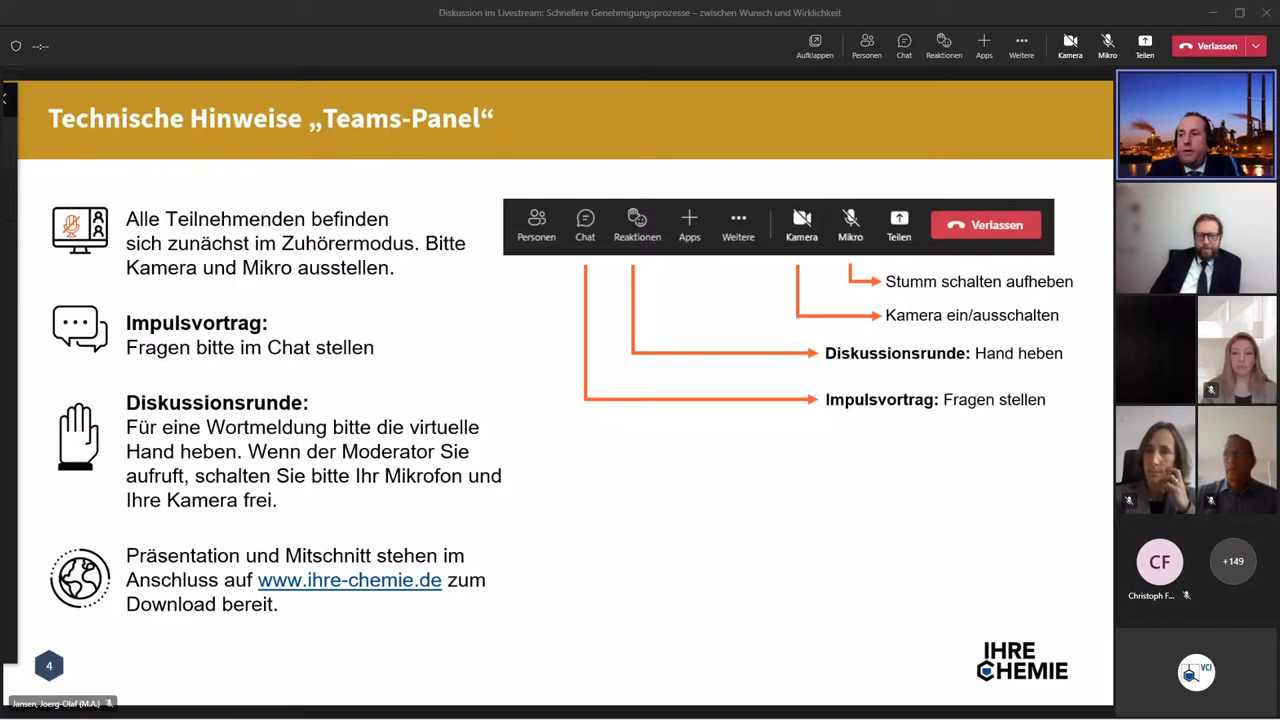 Diskussion im Livestream: Schnellere Genehmigungsprozesse – zwischen Wunsch und Wirklichkeit
--:--
Aufklappen
Personen
Chat
Reaktionen
Apps
Weitere
Kamera
Mikro
Teilen
Verlassen
Technische Hinweise „Teams-Panel“
Alle Teilnehmenden befinden
sich zunächst im Zuhörermodus. Bitte
Kamera und Mikro ausstellen.
Impulsvortrag:
Fragen bitte im Chat stellen
Diskussionsrunde:
Für eine Wortmeldung bitte die virtuelle
Hand heben. Wenn der Moderator Sie
aufruft, schalten Sie bitte Ihr Mikrofon und
Ihre Kamera frei.
Präsentation und Mitschnitt stehen im
Anschluss auf www.ihre-chemie.de zum
Download bereit.
Personen
Chat
Reaktionen
Apps
Weitere
Kamera
Mikro
Teilen
Verlassen
Stumm schalten aufheben
Kamera ein/ausschalten
Diskussionsrunde: Hand heben
Impulsvortrag: Fragen stellen
4
IHRE
CHEMIE
Jansen, Joerg-Olaf (M.A.)
CF
Christoph F...
+149
VCI